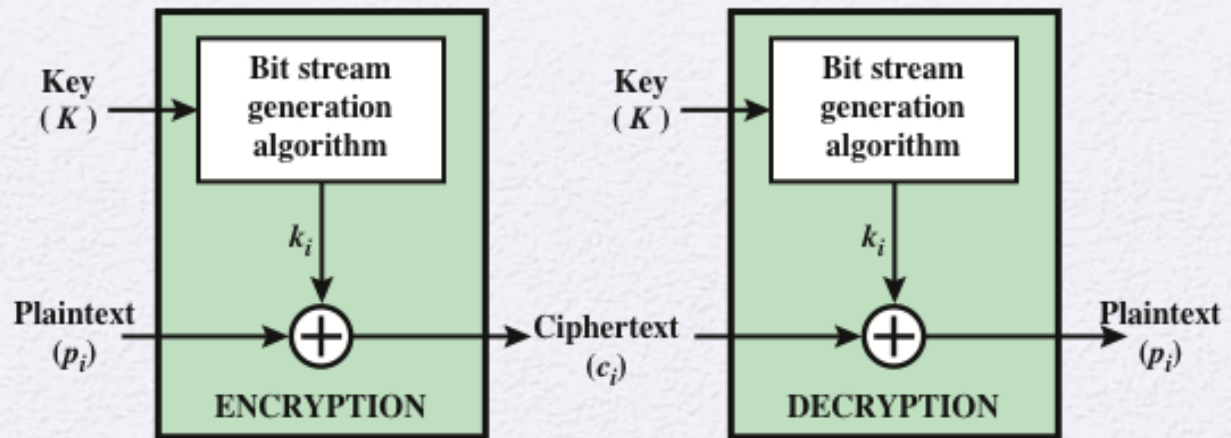 Key
( K )
Bit stream
generation
algorithm
k_i
Plaintext
(p_i)
ENCRYPTION
Ciphertext
(c_i)
Key
( K )
Bit stream
generation
algorithm
k_i
DECRYPTION
Plaintext
(p_i)